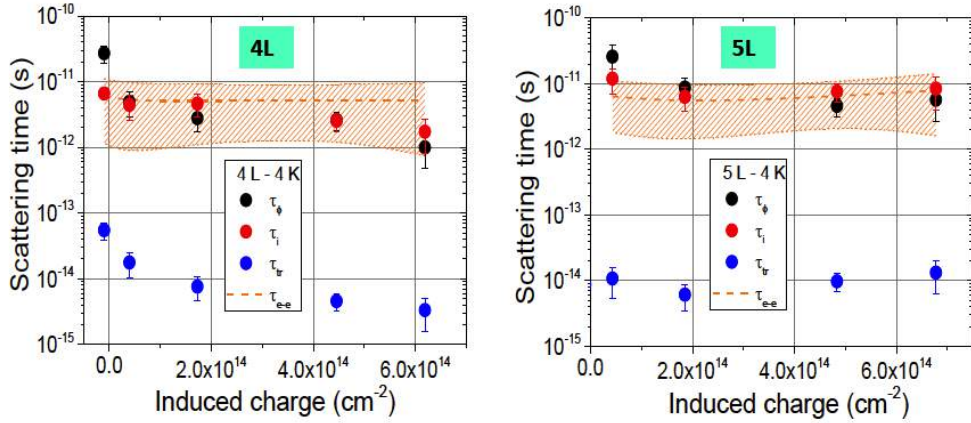 4L
Scattering time (s)
10⁻¹⁰
10⁻¹¹
10⁻¹²
10⁻¹³
10⁻¹⁴
10⁻¹⁵
4 L - 4 K
τϕ
τi
τtr
τe-e
0.0
2.0x10¹⁴
4.0x10¹⁴
6.0x10¹⁴
Induced charge (cm⁻²)
5L
Scattering time (s)
10⁻¹⁰
10⁻¹¹
10⁻¹²
10⁻¹³
10⁻¹⁴
10⁻¹⁵
5 L - 4 K
τϕ
τi
τtr
τe-e
0.0
2.0x10¹⁴
4.0x10¹⁴
6.0x10¹⁴
Induced charge (cm⁻²)